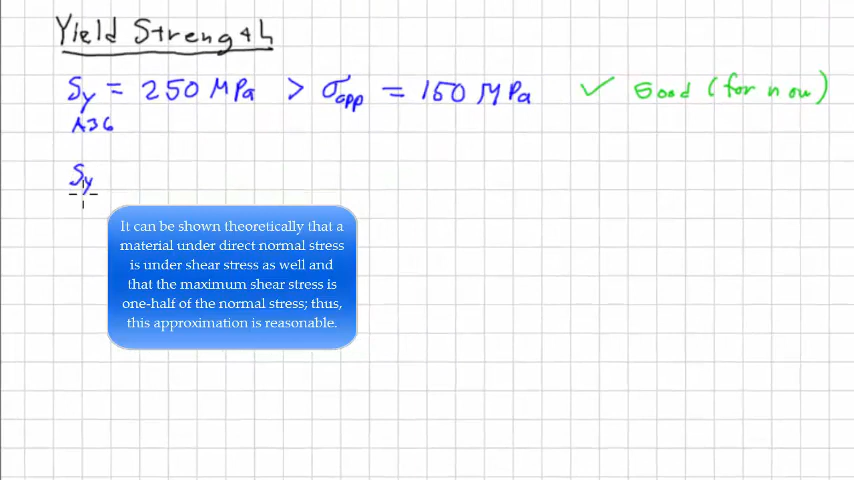 Yield Strength
Sy = 250 MPa > σapp = 150 MPa ✓ Good (for now)
A36
Sy
It can be shown theoretically that a
material under direct normal stress
is under shear stress as well and
that the maximum shear stress is
one-half of the normal stress; thus,
this approximation is reasonable.